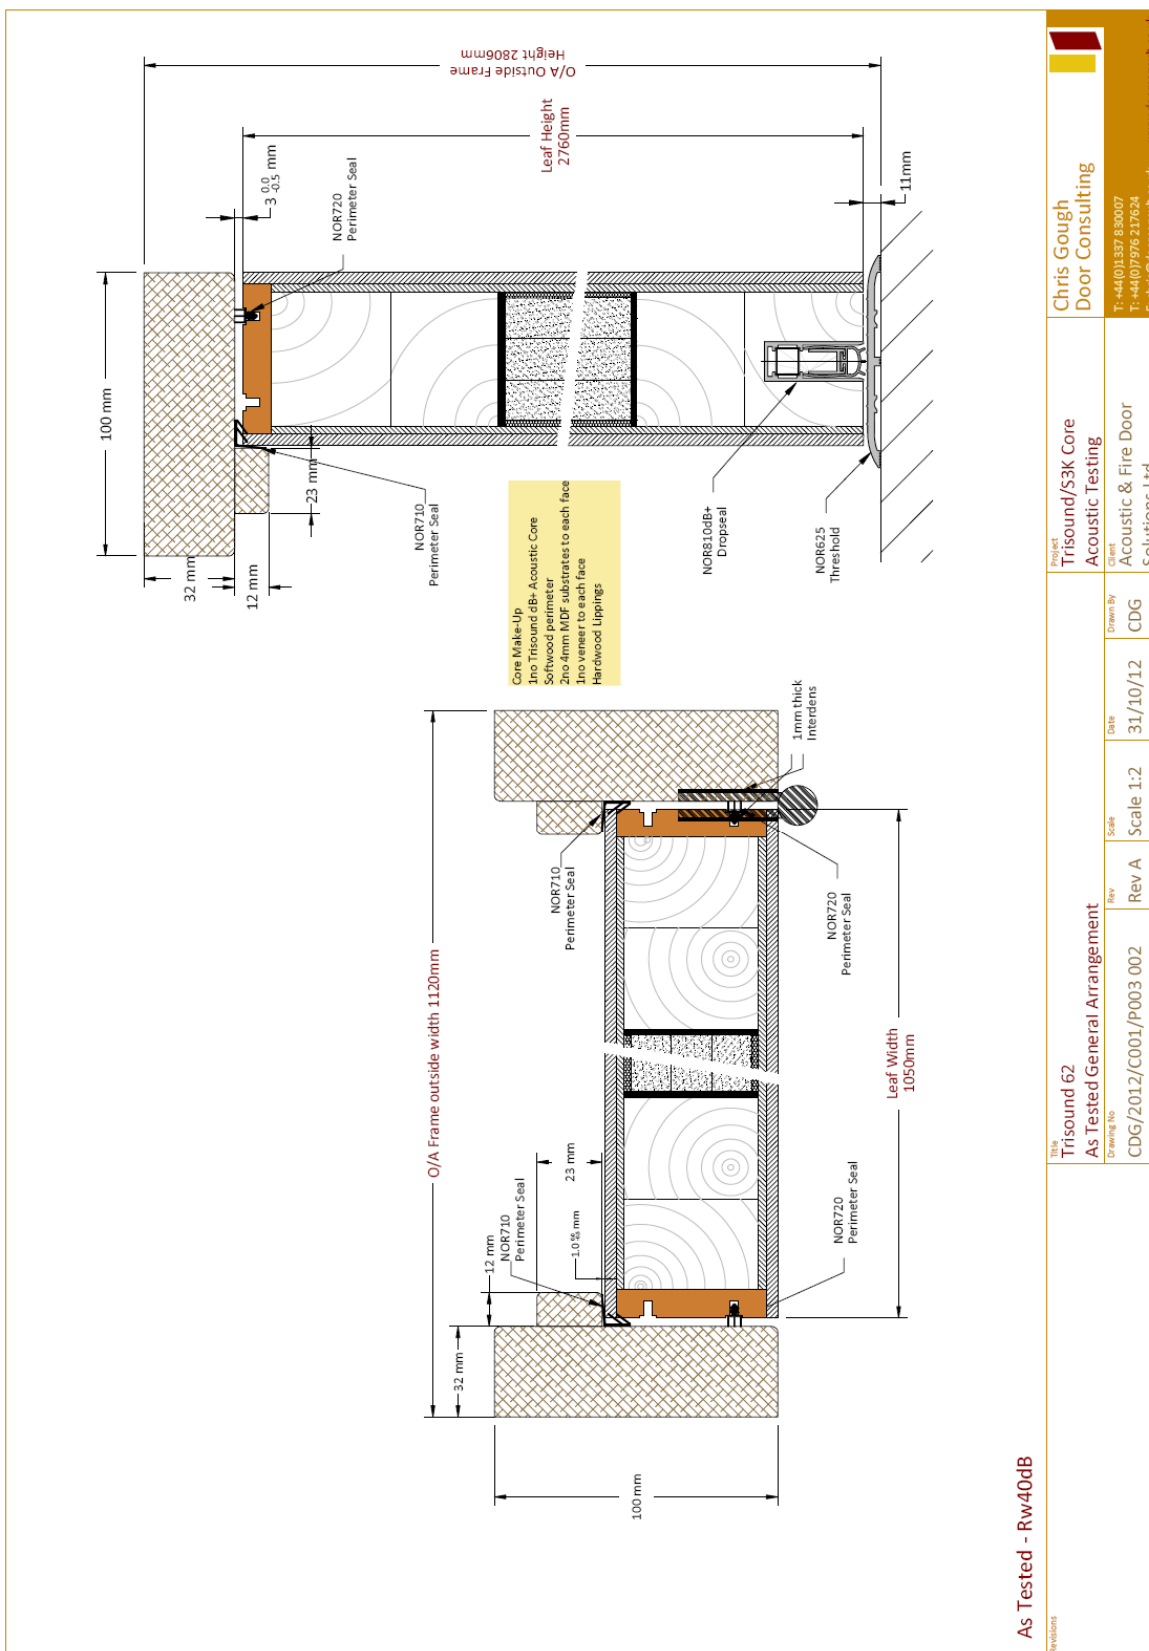 O/A Outside Frame
Height 2806mm
Leaf Height
2760mm
3 0.0 -0.5 mm
11mm
100 mm
32 mm
12 mm
23 mm
NOR720
Perimeter Seal
NOR710
Perimeter Seal
NOR810dB+
Dropseal
NOR625
Threshold
Core Make-Up
1no Trisound dB+ Acoustic Core
Softwood perimeter
2no 4mm MDF substrates to each face
1no veneer to each face
Hardwood Lippings
O/A Frame outside width 1120mm
100 mm
32 mm
12 mm
23 mm
1.0 mm
NOR710
Perimeter Seal
NOR710
Perimeter Seal
NOR720
Perimeter Seal
NOR720
Perimeter Seal
1mm thick
Interdens
Leaf Width
1050mm
As Tested - Rw40dB
Revisions
Title
Trisound 62
As Tested General Arrangement
Drawing No
CDG/2012/C001/P003 002
Rev
Rev A
Scale
Scale 1:2
Date
31/10/12
Drawn By
CDG
Project
Trisound/S3K Core
Acoustic Testing
Client
Acoustic & Fire Door
Solutions Ltd
Chris Gough
Door Consulting
T: +44(0)1337 830007
T: +44(0)7976 217624